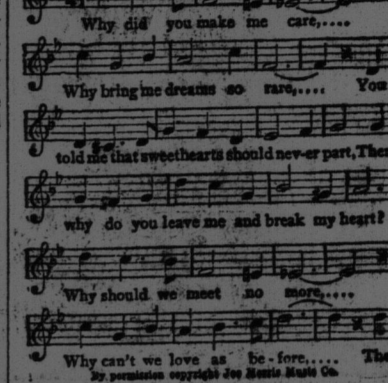 Why did you make me care,....
Why bring me dreams so rare,.... You
told me that sweethearts should nev-er part, Then
why do you leave me and break my heart?
Why should we meet no more,....
Why can't we love as be-fore,..... The
By permission copyright Joe Morris Music Co.